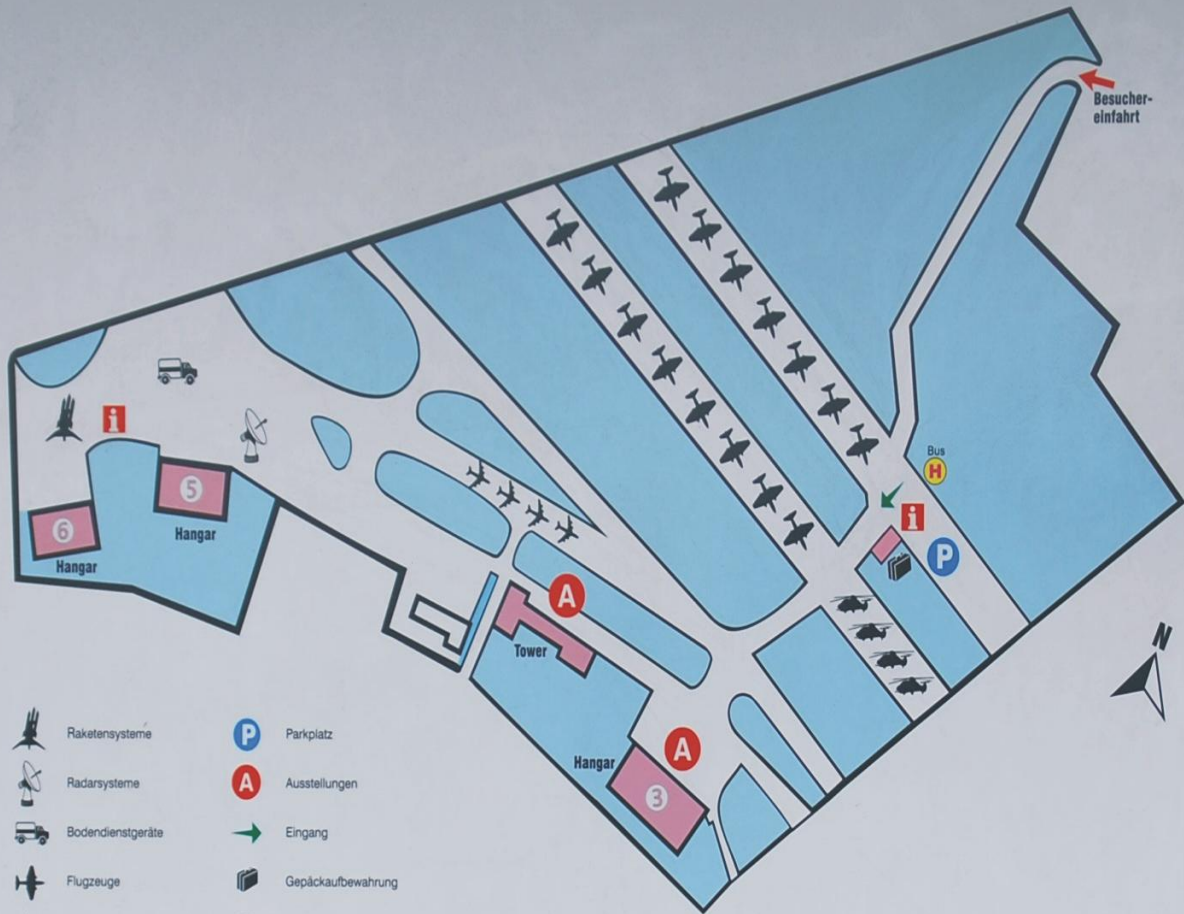 Besucher-
einfahrt
Bus
H
i
P
i
5
Hangar
6
Hangar
A
Tower
A
Hangar
3
N
Raketensysteme
Radarsysteme
Bodendienstgeräte
Flugzeuge
P Parkplatz
A Ausstellungen
Eingang
Gepäckaufbewahrung